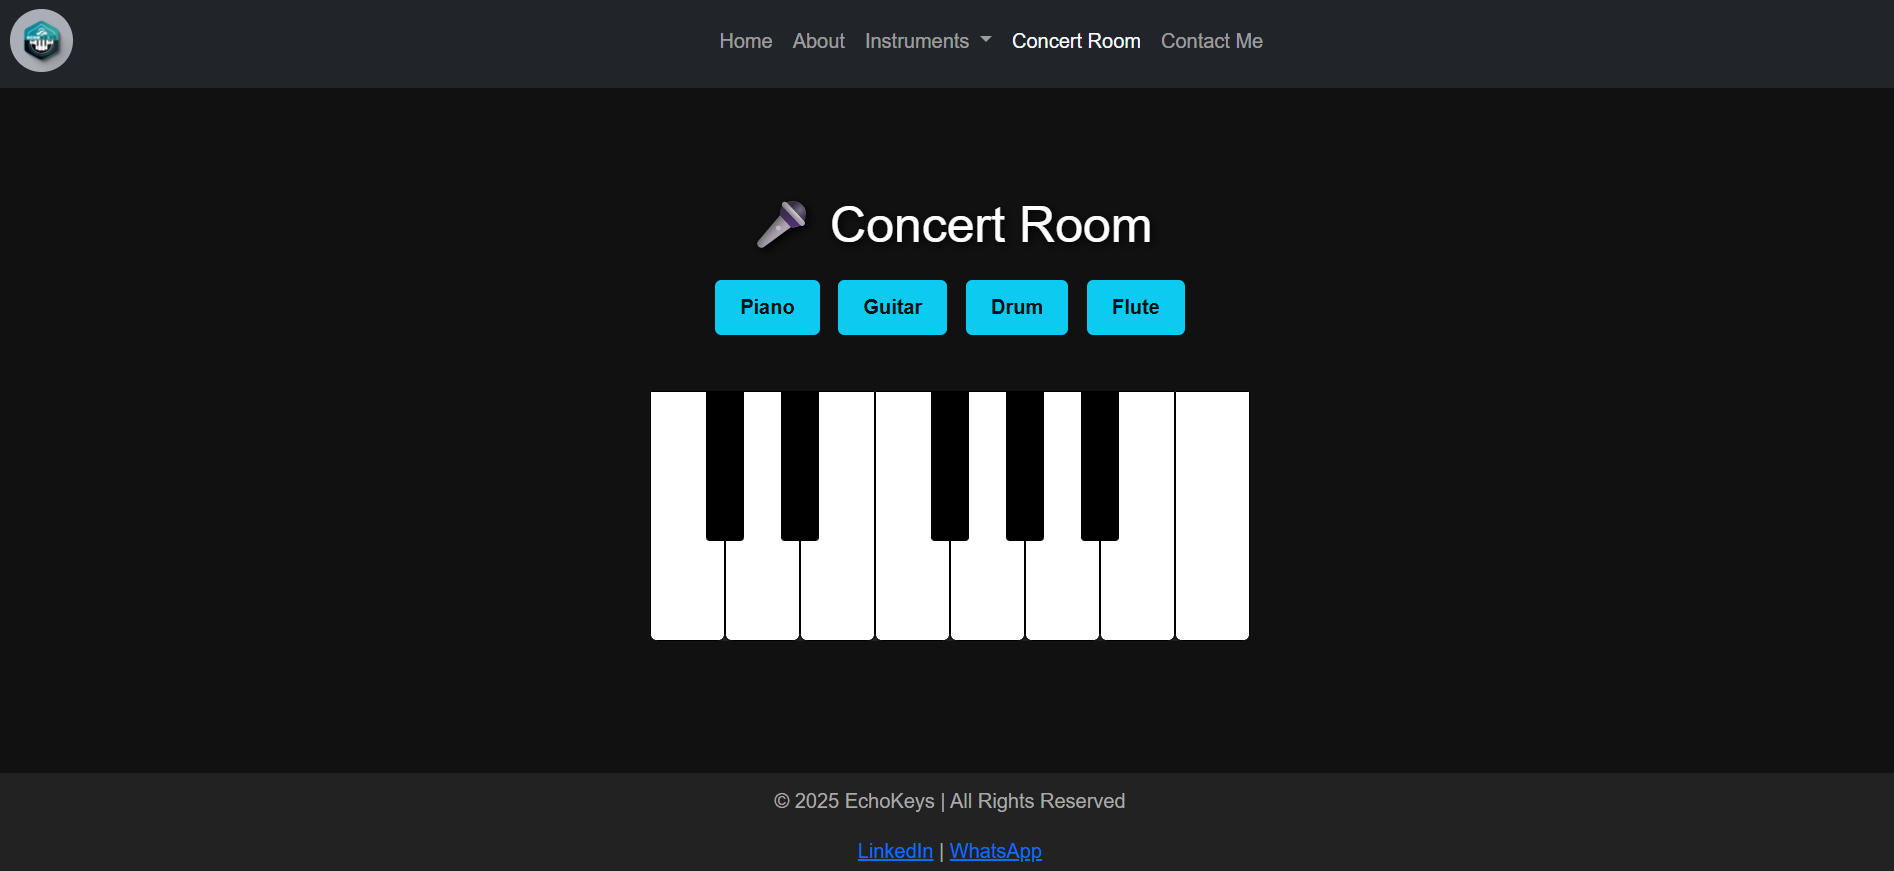 Home About Instruments Concert Room Contact Me
Concert Room
Piano Guitar Drum Flute
© 2025 EchoKeys | All Rights Reserved
LinkedIn | WhatsApp